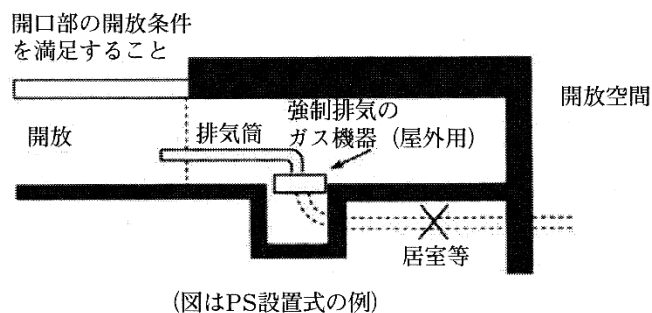 開口部の開放条件
を満足すること
開放空間
強制排気の
ガス機器(屋外用)
開放
排気筒
居室等
(図はPS設置式の例)